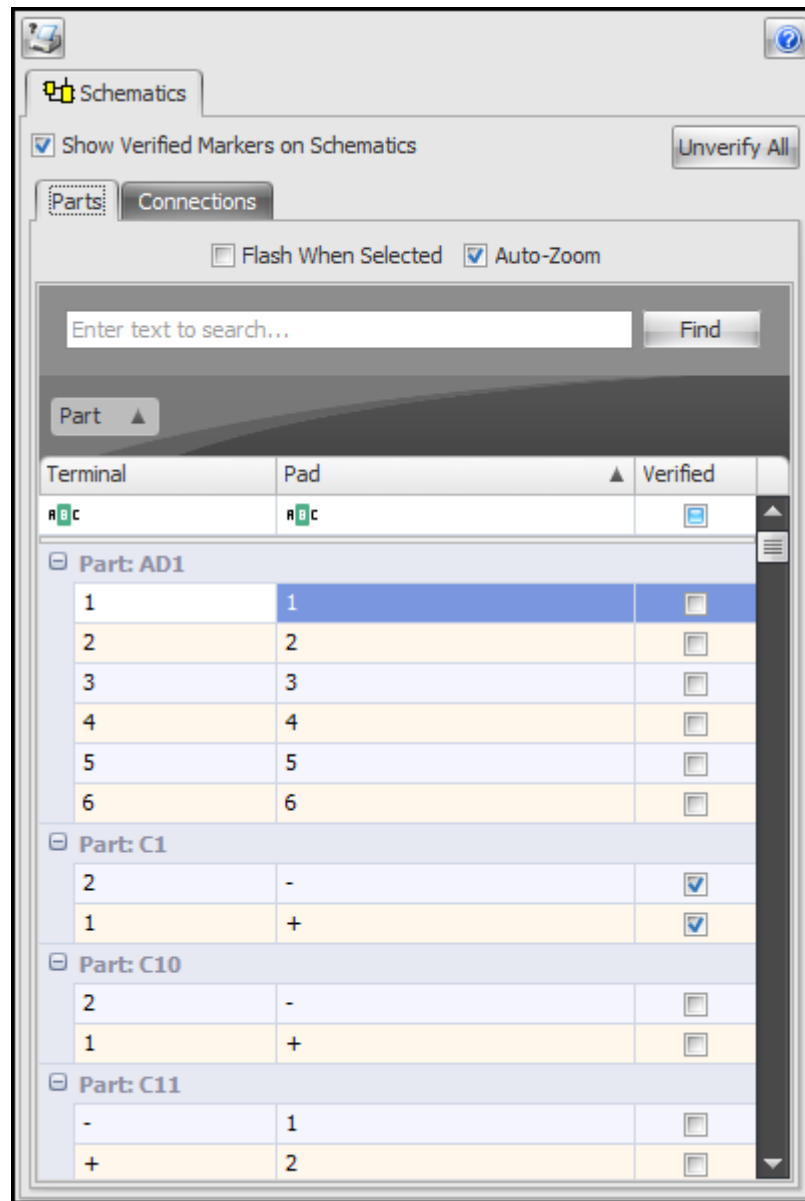 Schematics
Show Verified Markers on Schematics Unverify All
Parts Connections
Flash When Selected Auto-Zoom
Enter text to search... Find
Part ▲
Terminal Pad ▲ Verified
ABC ABC
Part: AD1
1 1
2 2
3 3
4 4
5 5
6 6
Part: C1
2 -
1 +
Part: C10
2 -
1 +
Part: C11
- 1
+ 2